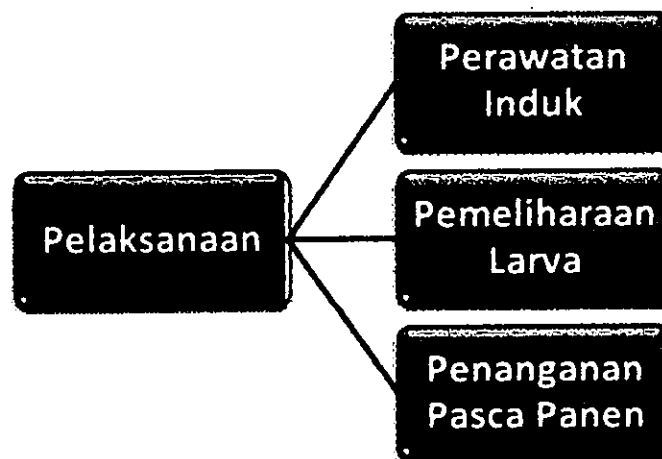 Pelaksanaan
Perawatan
Induk
Pemeliharaan
Larva
Penanganan
Pasca Panen